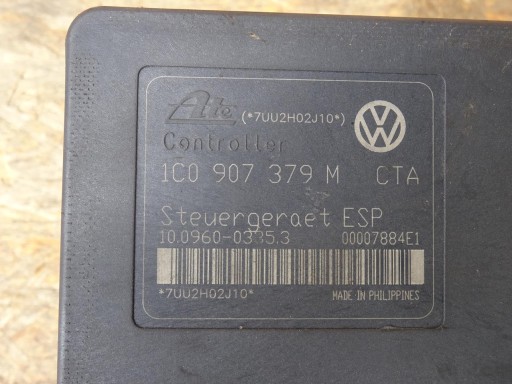 Ate (*7UU2H02J10*)
Controller
1C0 907 379 M CTA
Steuergeraet ESP
10.0960-0335.3 00007884E1
*7UU2H02J10* MADE IN PHILIPPINES